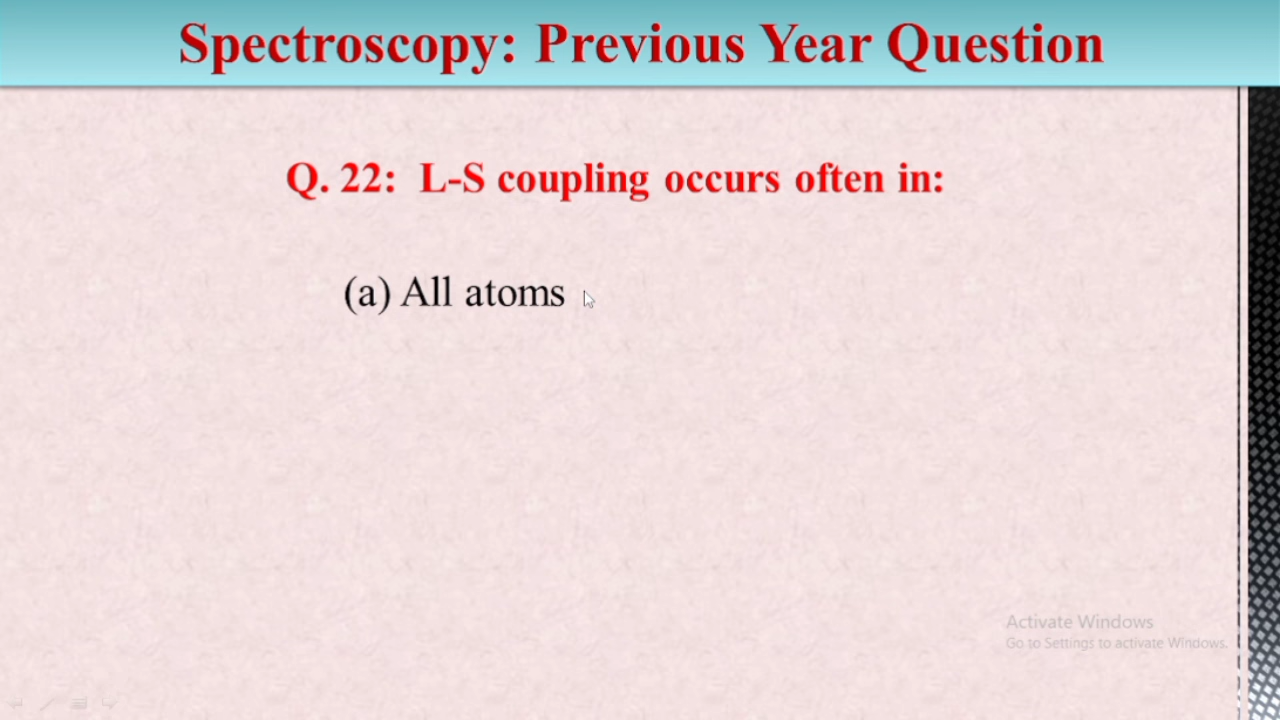 Spectroscopy: Previous Year Question
Q. 22: L-S coupling occurs often in:
(a) All atoms
Activate Windows
Go to Settings to activate Windows.